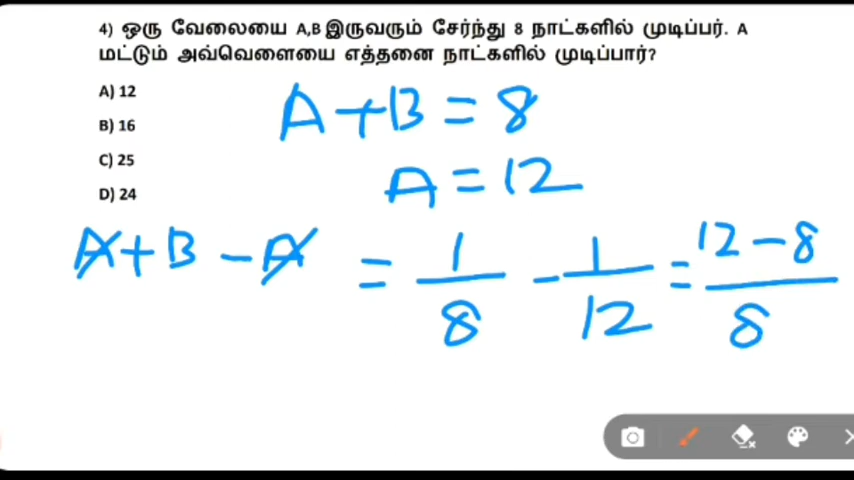 4) ஒரு வேலையை A,B இருவரும் சேர்ந்து 8 நாட்களில் முடிப்பர். A
மட்டும் அவ்வெளையை எத்தனை நாட்களில் முடிப்பார்?
A) 12
B) 16
C) 25
D) 24
A + B = 8
A = 12
A + B - A = 1/8 - 1/12 = 12 - 8/8